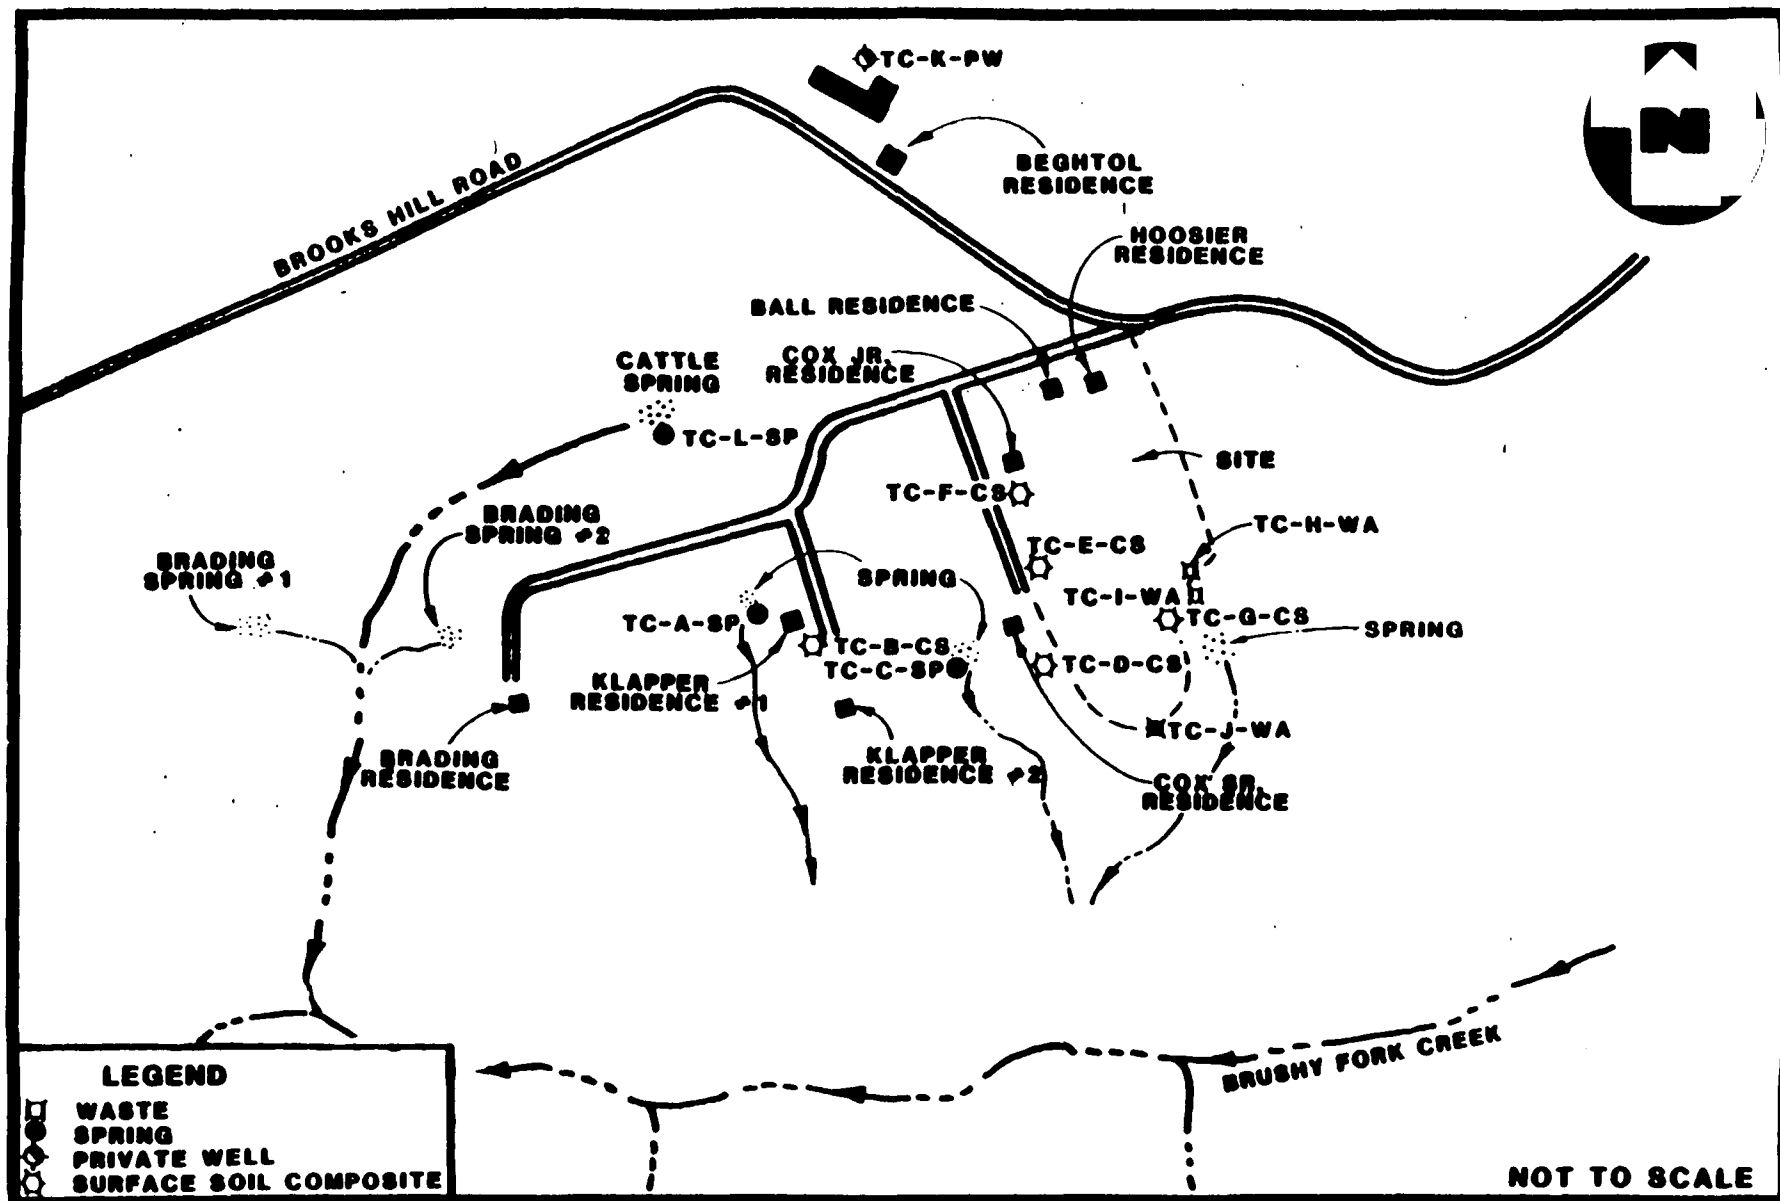 TC-K-PW
N
BEGHTOL
RESIDENCE
BROOKS HILL ROAD
HOOSIER
RESIDENCE
BALL RESIDENCE
COX JR.
RESIDENCE
CATTLE
SPRING
TC-L-SP
SITE
TC-F-CS
BRADING
SPRING #2
TC-H-WA
TC-E-CS
BRADING
SPRING #1
SPRING
TC-I-WA
TC-G-CS
TC-A-SP
SPRING
TC-B-CS
TC-C-SP
TC-D-CS
KLAPPER
RESIDENCE #1
TC-J-WA
BRADING
RESIDENCE
KLAPPER
RESIDENCE #2
COX SR.
RESIDENCE
BRUSHY FORK CREEK
LEGEND
WASTE
SPRING
PRIVATE WELL
SURFACE SOIL COMPOSITE
NOT TO SCALE